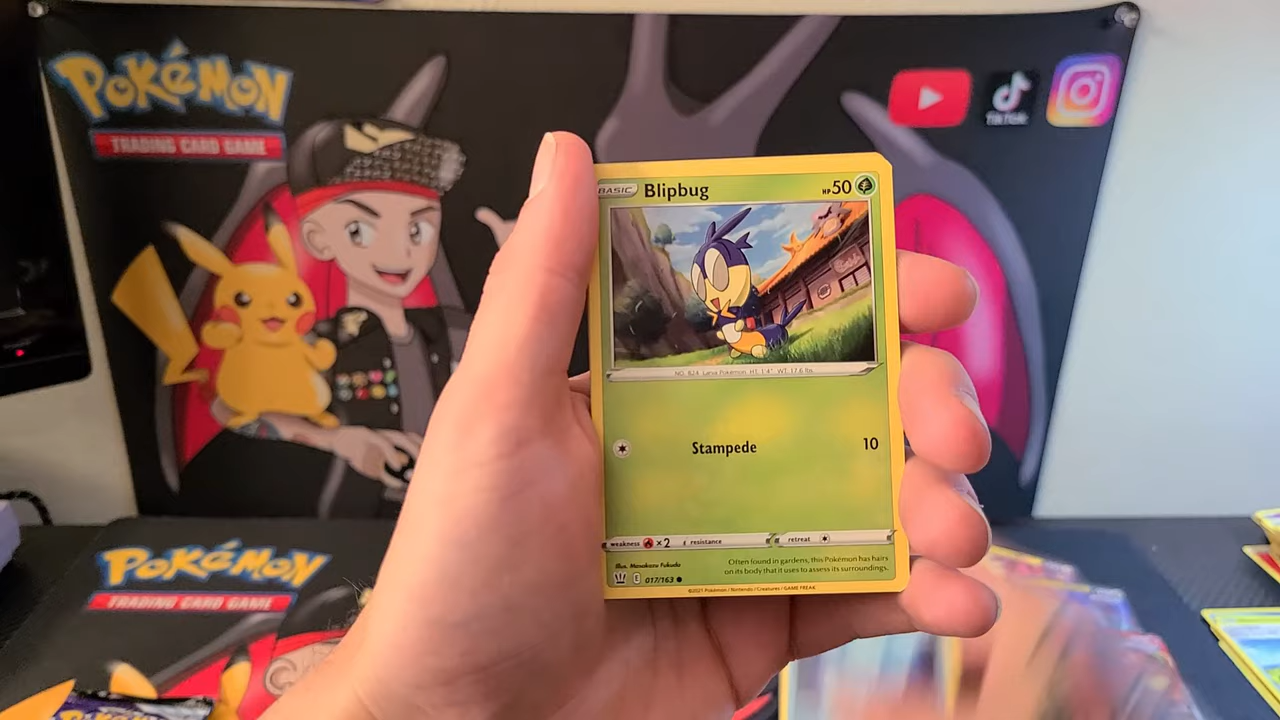 POKÉMON
TRADING CARD GAME
TIKTOK
BASIC Blipbug HP 50
NO. 824 Larva Pokémon HT: 1'4" WT: 17.6 lbs.
Stampede 10
weakness ×2 resistance retreat
Illus. Masakazu Fukuda
Often found in gardens, this Pokémon has hairs
on its body that it uses to assess its surroundings.
E 017/163
©2021 Pokémon / Nintendo / Creatures / GAME FREAK
POKÉMON
TRADING CARD GAME